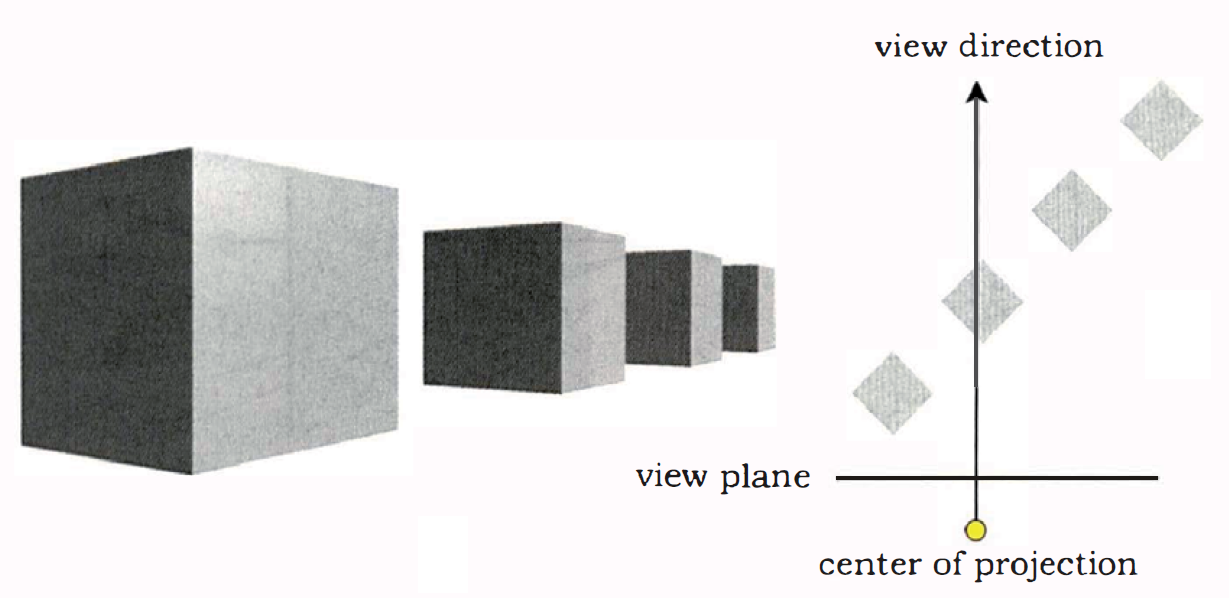 view direction
view plane
center of projection